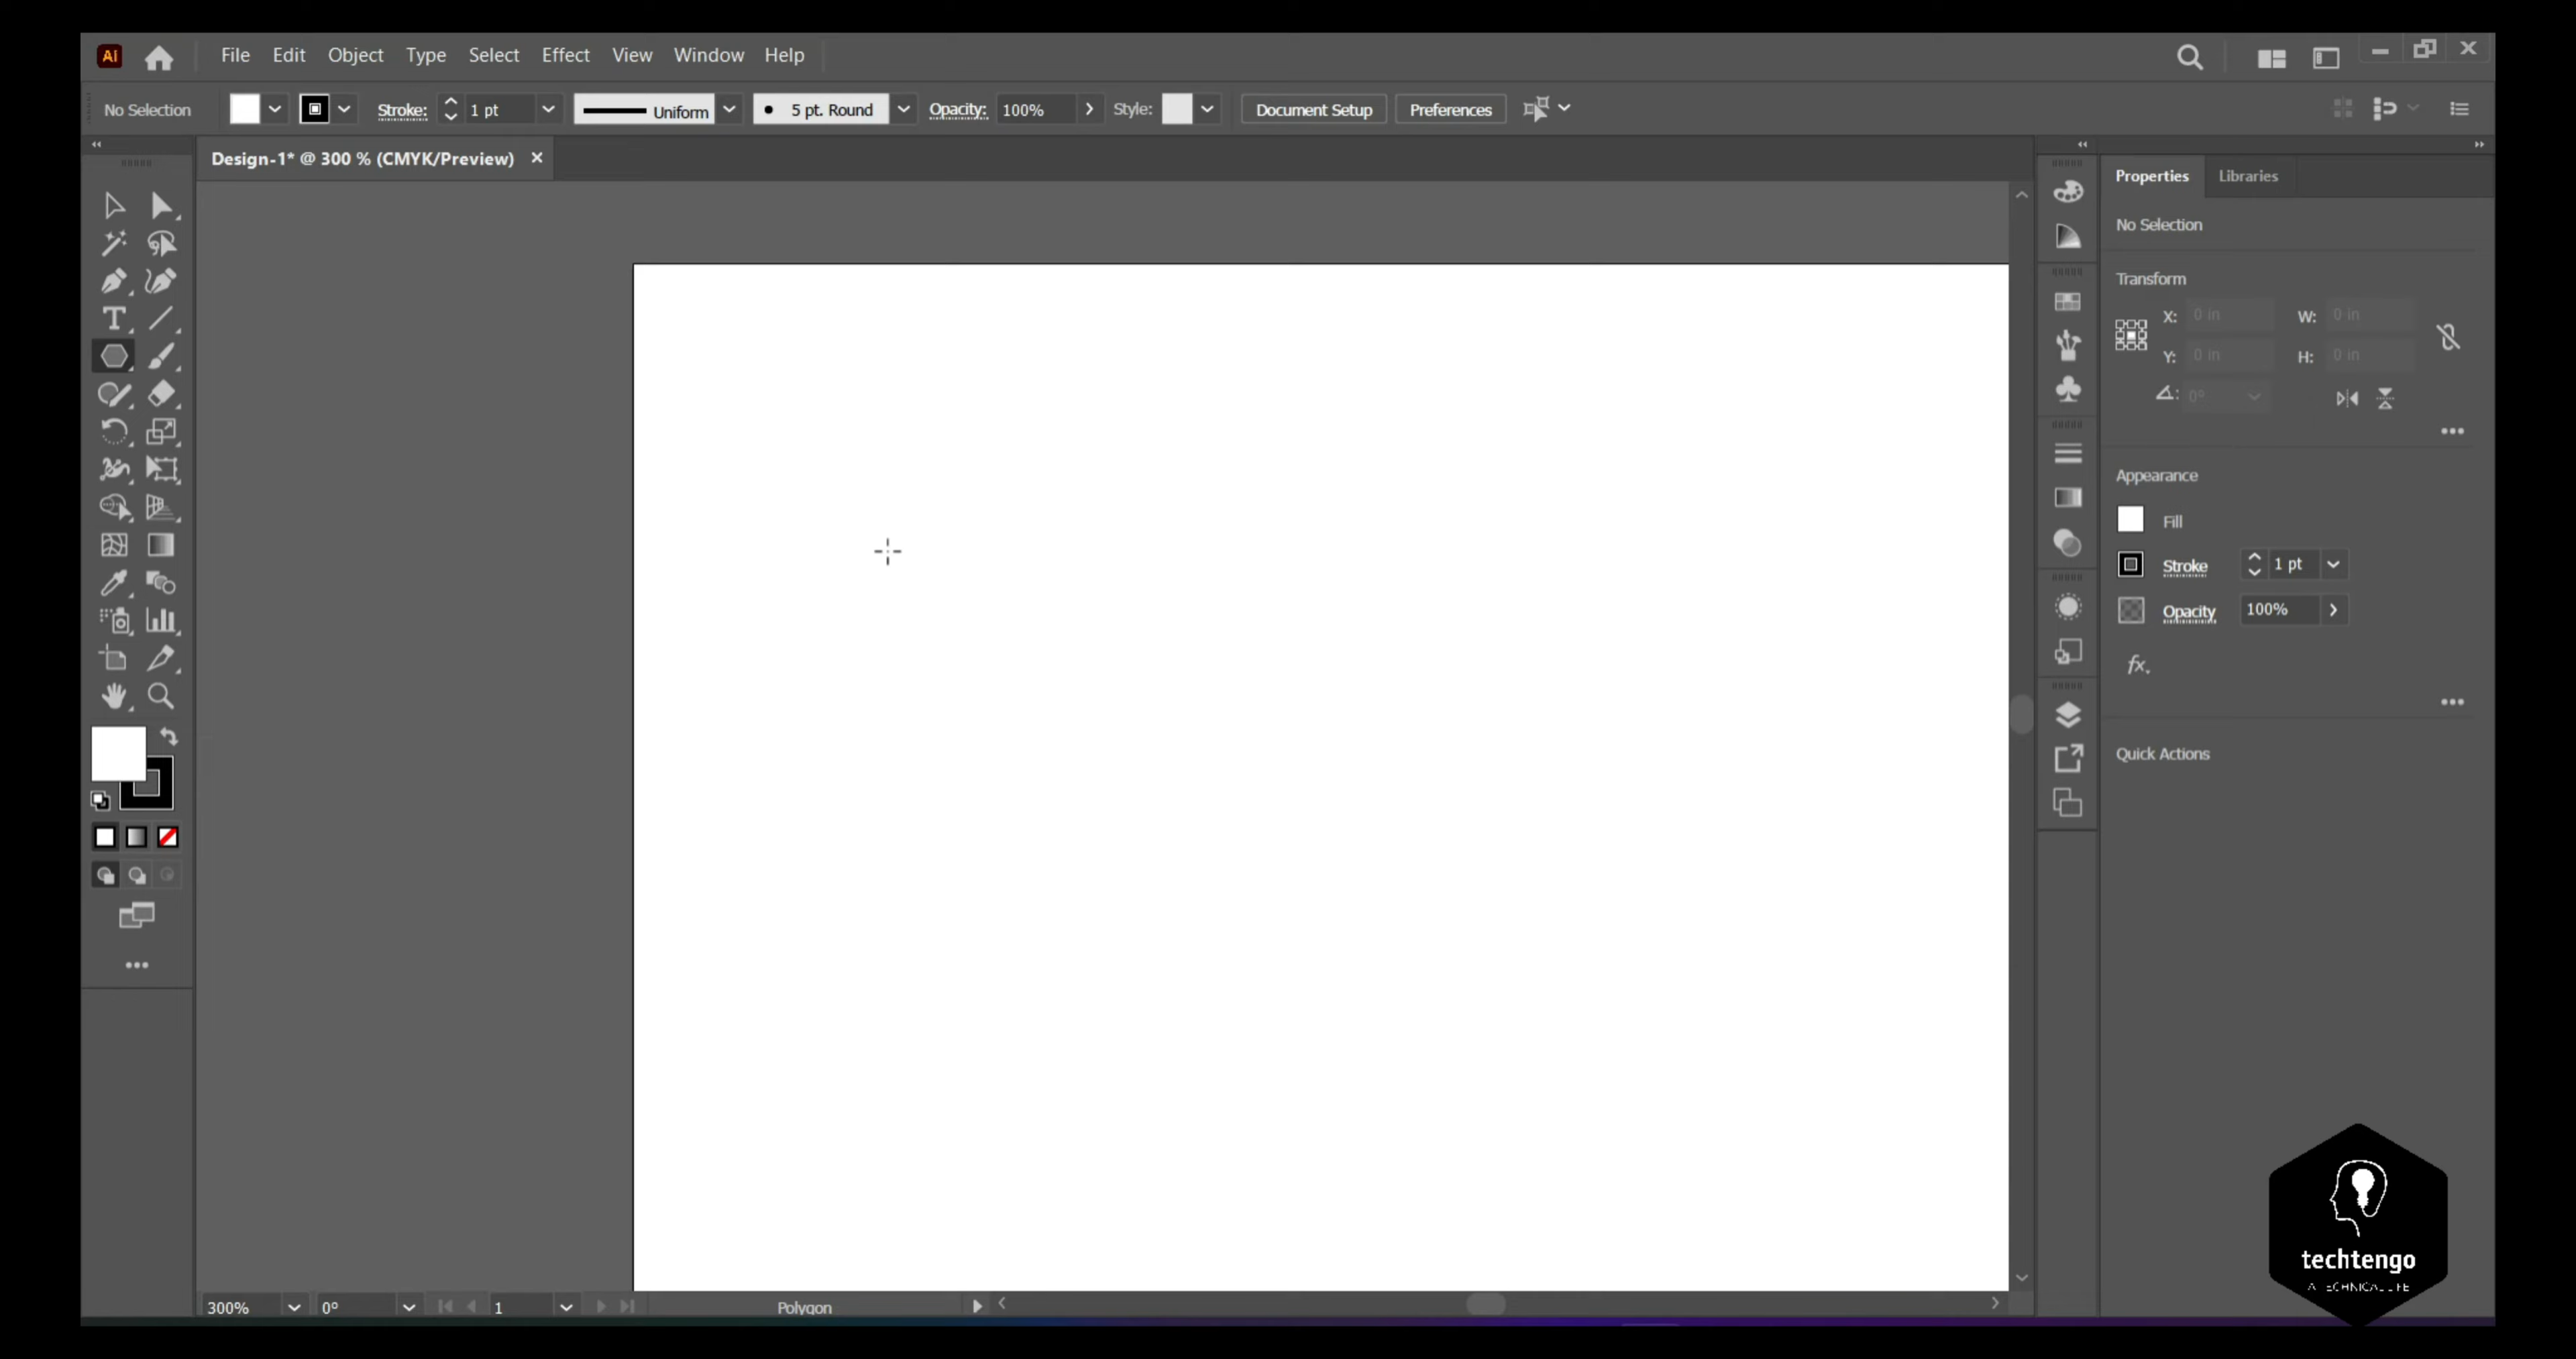 Ai File Edit Object Type Select Effect View Window Help
No Selection Stroke: 1 pt Uniform 5 pt. Round Opacity: 100% Style: Document Setup Preferences
Design-1* @ 300 % (CMYK/Preview)
Properties Libraries
No Selection
Transform
X: 0 in W: 0 in
Y: 0 in H: 0 in
0°
Appearance
Fill
Stroke 1 pt
Opacity 100%
fx.
Quick Actions
techtengo
300% 0° 1 Polygon